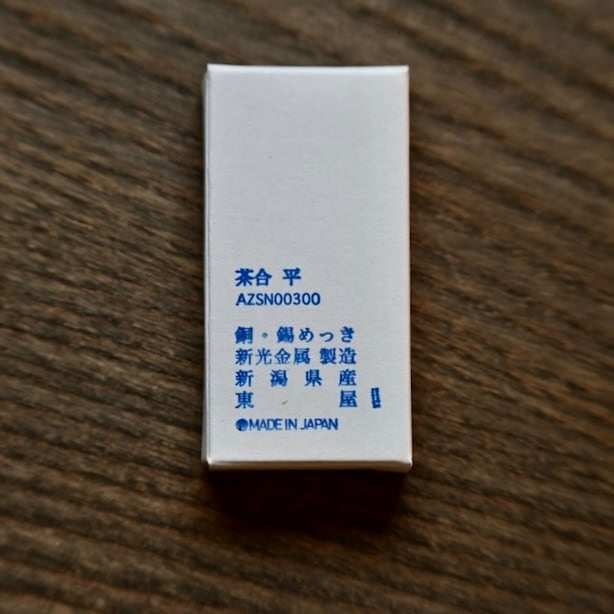 茶合 平
AZSN00300
銅・錫めっき
新光金属 製造
新潟県産
東屋
MADE IN JAPAN